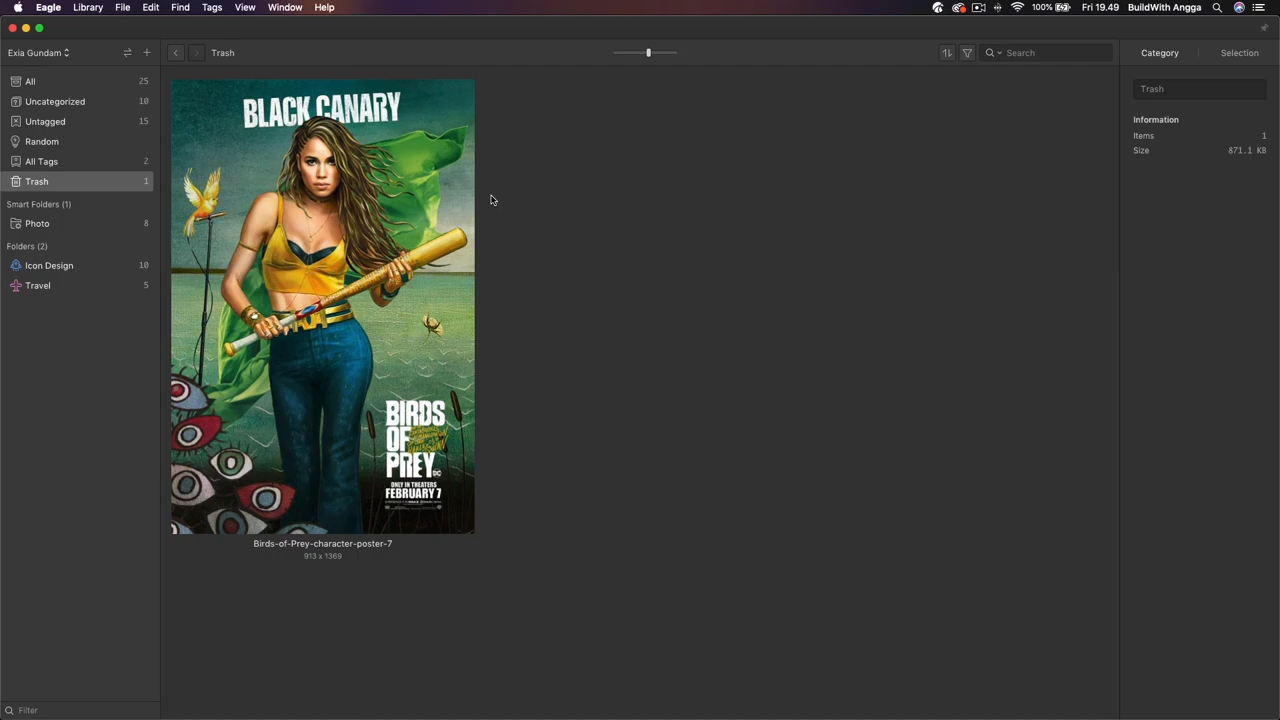 Eagle Library File Edit Find Tags View Window Help
100% Fri 19.49 BuildWith Angga
Exia Gundam
Trash
Search
Category Selection
All 25
Uncategorized 10
Untagged 15
Random
All Tags 2
Trash 1
Smart Folders (1)
Photo 8
Folders (2)
Icon Design 10
Travel 5
Filter
BLACK CANARY
BIRDS
OF
PREY
DC
ONLY IN THEATERS
FEBRUARY 7
Birds-of-Prey-character-poster-7
913 x 1369
Trash
Information
Items 1
Size 871.1 KB